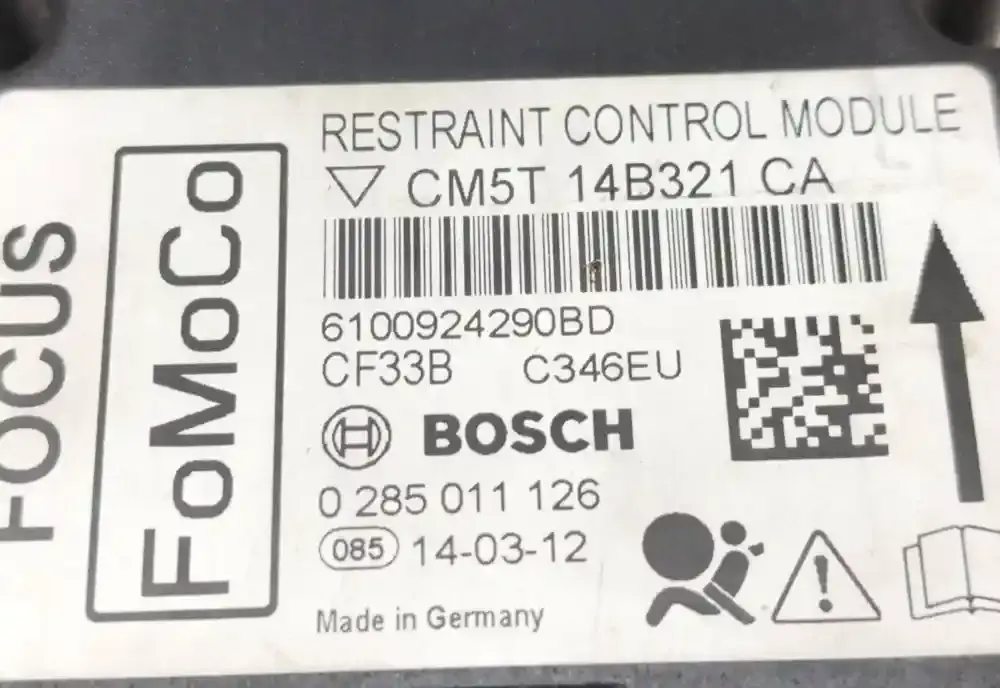 FOCUS
FoMoCo
RESTRAINT CONTROL MODULE
CM5T 14B321 CA
6100924290BD
CF33B C346EU
BOSCH
0 285 011 126
085 14-03-12
Made in Germany